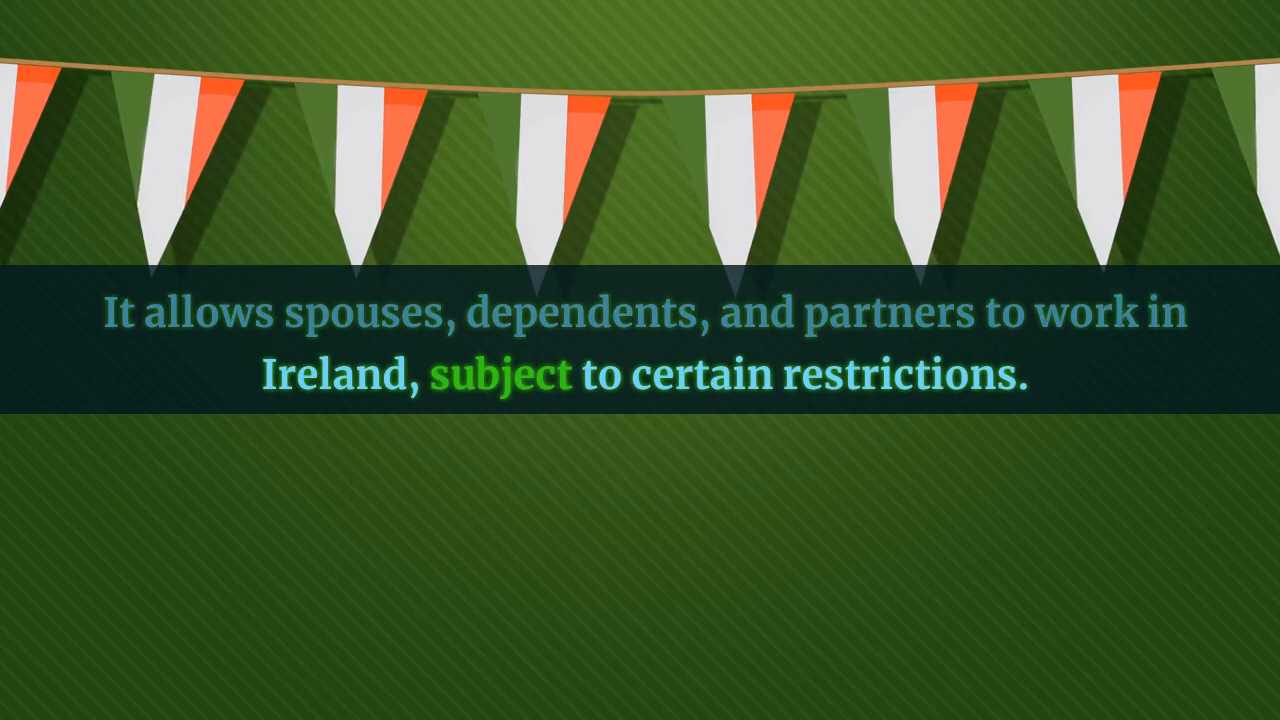 It allows spouses, dependents, and partners to work in
Ireland, subject to certain restrictions.